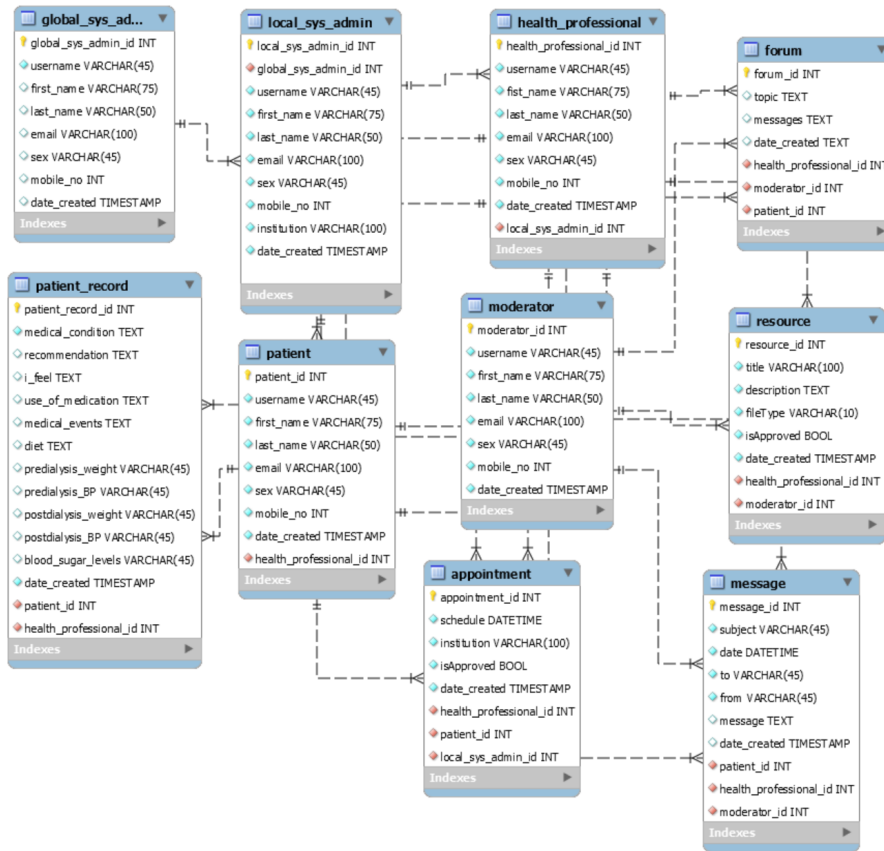 global_sys_ad...
global_sys_admin_id INT
username VARCHAR(45)
first_name VARCHAR(75)
last_name VARCHAR(50)
email VARCHAR(100)
sex VARCHAR(45)
mobile_no INT
date_created TIMESTAMP
Indexes
local_sys_admin
local_sys_admin_id INT
global_sys_admin_id INT
username VARCHAR(45)
first_name VARCHAR(75)
last_name VARCHAR(50)
email VARCHAR(100)
sex VARCHAR(45)
mobile_no INT
institution VARCHAR(100)
date_created TIMESTAMP
Indexes
health_professional
health_professional_id INT
username VARCHAR(45)
fist_name VARCHAR(75)
last_name VARCHAR(50)
email VARCHAR(100)
sex VARCHAR(45)
mobile_no INT
date_created TIMESTAMP
local_sys_admin_id INT
Indexes
forum
forum_id INT
topic TEXT
messages TEXT
date_created TEXT
health_professional_id INT
moderator_id INT
patient_id INT
Indexes
patient_record
patient_record_id INT
medical_condition TEXT
recommendation TEXT
i_feel TEXT
use_of_medication TEXT
medical_events TEXT
diet TEXT
predialysis_weight VARCHAR(45)
predialysis_BP VARCHAR(45)
postdialysis_weight VARCHAR(45)
postdialysis_BP VARCHAR(45)
blood_sugar_levels VARCHAR(45)
date_created TIMESTAMP
patient_id INT
health_professional_id INT
Indexes
patient
patient_id INT
username VARCHAR(45)
first_name VARCHAR(75)
last_name VARCHAR(50)
email VARCHAR(100)
sex VARCHAR(45)
mobile_no INT
date_created TIMESTAMP
health_professional_id INT
Indexes
moderator
moderator_id INT
username VARCHAR(45)
first_name VARCHAR(75)
last_name VARCHAR(50)
email VARCHAR(100)
sex VARCHAR(45)
mobile_no INT
date_created TIMESTAMP
Indexes
resource
resource_id INT
title VARCHAR(100)
description TEXT
fileType VARCHAR(10)
isApproved BOOL
date_created TIMESTAMP
health_professional_id INT
moderator_id INT
Indexes
appointment
appointment_id INT
schedule DATETIME
institution VARCHAR(100)
isApproved BOOL
date_created TIMESTAMP
health_professional_id INT
patient_id INT
local_sys_admin_id INT
Indexes
message
message_id INT
subject VARCHAR(45)
date DATETIME
to VARCHAR(45)
from VARCHAR(45)
message TEXT
date_created TIMESTAMP
patient_id INT
health_professional_id INT
moderator_id INT
Indexes